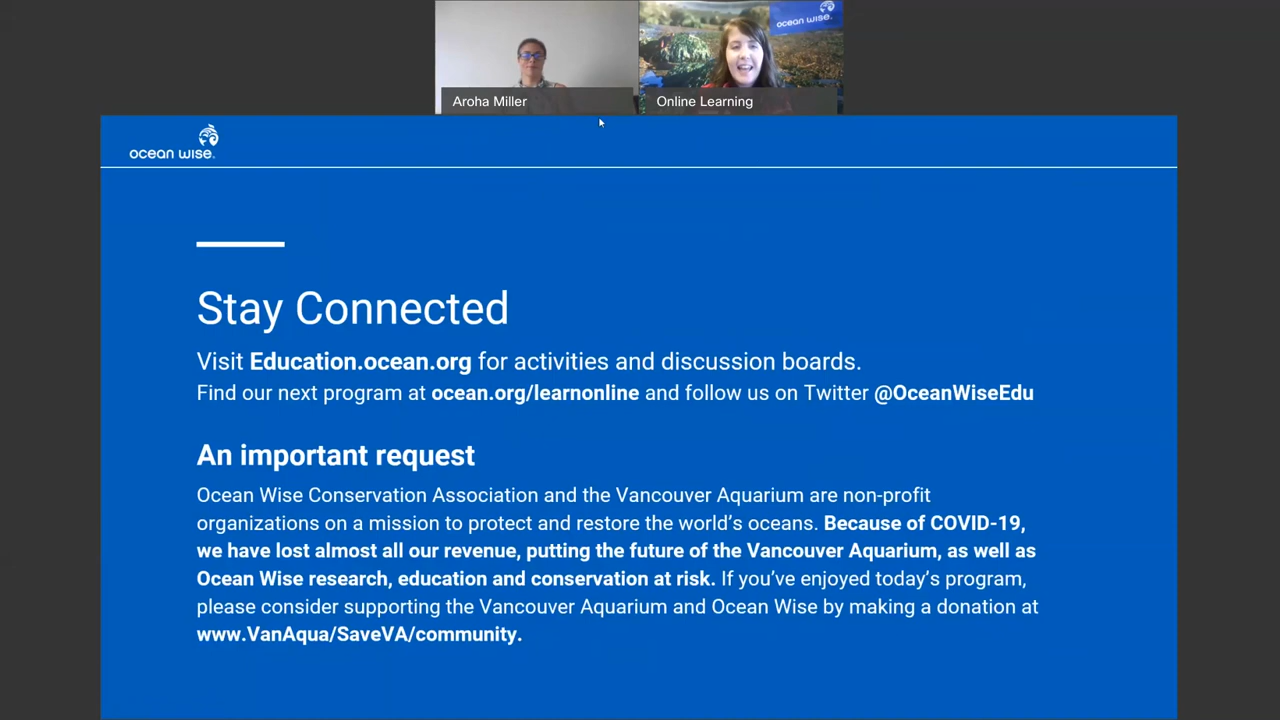 ocean wise.
Aroha Miller
Online Learning
ocean wise.
Stay Connected
Visit Education.ocean.org for activities and discussion boards.
Find our next program at ocean.org/learnonline and follow us on Twitter @OceanWiseEdu
An important request
Ocean Wise Conservation Association and the Vancouver Aquarium are non-profit
organizations on a mission to protect and restore the world’s oceans. Because of COVID-19,
we have lost almost all our revenue, putting the future of the Vancouver Aquarium, as well as
Ocean Wise research, education and conservation at risk. If you’ve enjoyed today’s program,
please consider supporting the Vancouver Aquarium and Ocean Wise by making a donation at
www.VanAqua/SaveVA/community.